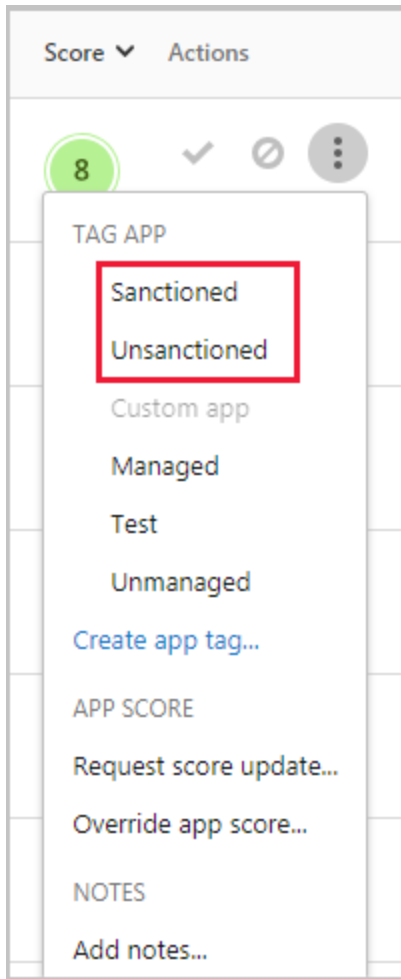 Score Actions
8
TAG APP
Sanctioned
Unsanctioned
Custom app
Managed
Test
Unmanaged
Create app tag...
APP SCORE
Request score update...
Override app score...
NOTES
Add notes...